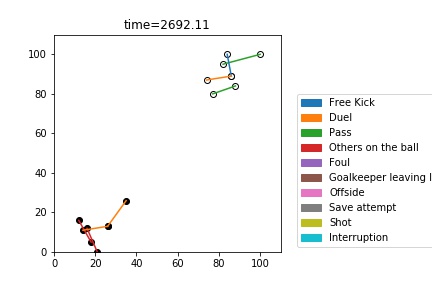 time=2692.11
100
80
60
40
20
0
0 20 40 60 80 100
Free Kick
Duel
Pass
Others on the ball
Foul
Goalkeeper leaving l
Offside
Save attempt
Shot
Interruption